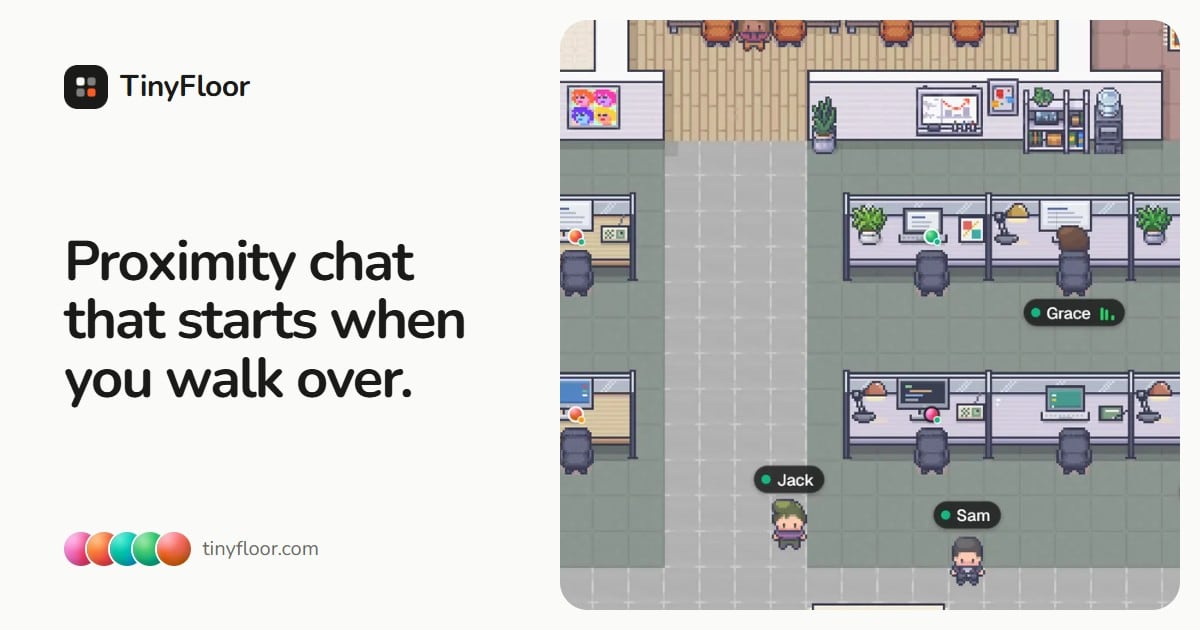 TinyFloor
Proximity chat
that starts when
you walk over.
tinyfloor.com
Grace
Jack
Sam